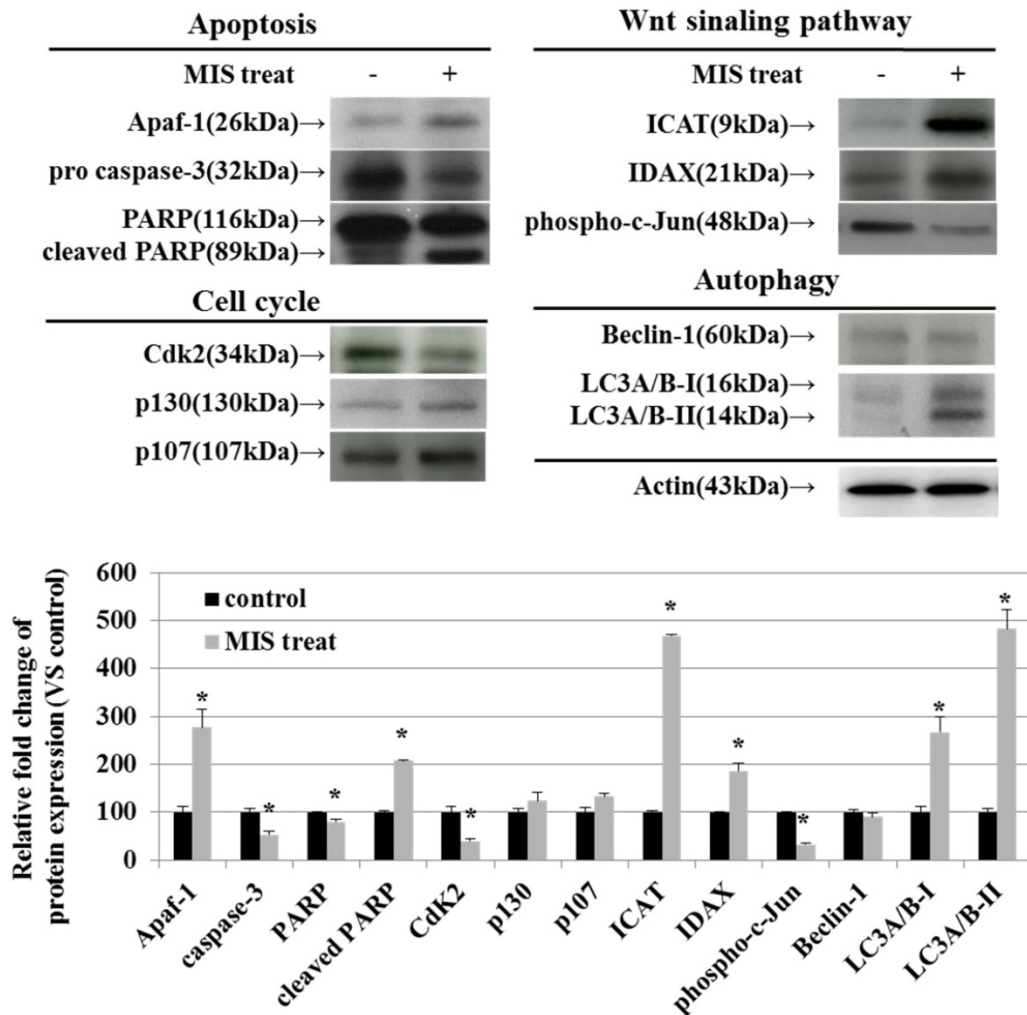 Apoptosis
MIS treat - +
Apaf-1(26kDa)→
pro caspase-3(32kDa)→
PARP(116kDa)→
cleaved PARP(89kDa)→
Cell cycle
Cdk2(34kDa)→
p130(130kDa)→
p107(107kDa)→
Wnt sinaling pathway
MIS treat - +
ICAT(9kDa)→
IDAX(21kDa)→
phospho-c-Jun(48kDa)→
Autophagy
Beclin-1(60kDa)→
LC3A/B-I(16kDa)→
LC3A/B-II(14kDa)→
Actin(43kDa)→
Relative fold change of
protein expression (VS control)
600
500
400
300
200
100
0
control
MIS treat
* * * * * * * * * *
Apaf-1
caspase-3
PARP
cleaved PARP
CdK2
p130
p107
ICAT
IDAX
phospho-c-Jun
Beclin-1
LC3A/B-I
LC3A/B-II